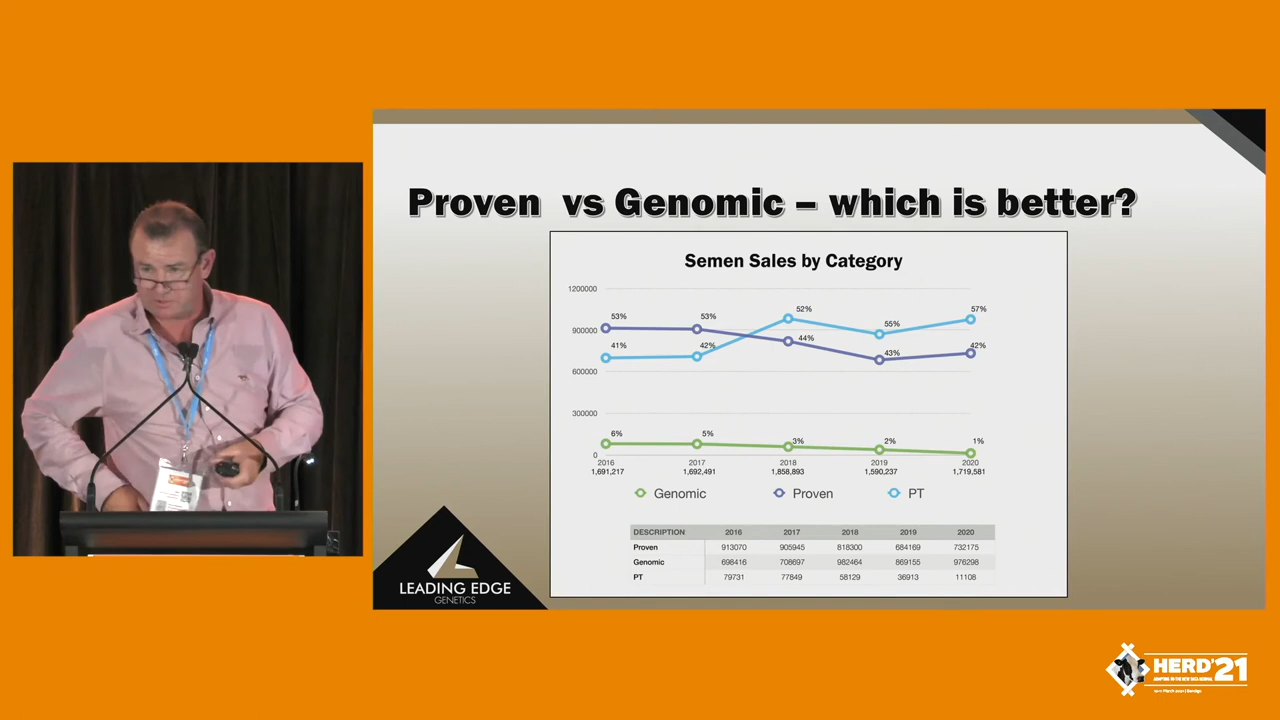 Proven vs Genomic – which is better?
Semen Sales by Category
1200000
900000
600000
300000
0
53% 53% 52% 55% 57%
41% 42% 44% 43% 42%
6% 5% 3% 2% 1%
2016 2017 2018 2019 2020
1,691,217 1,692,491 1,858,893 1,590,237 1,719,581
Genomic Proven PT
DESCRIPTION 2016 2017 2018 2019 2020
Proven 913070 905945 818300 684169 732175
Genomic 698416 708697 982464 869155 976298
PT 79731 77849 58129 36913 11108
LEADING EDGE
GENETICS
HERD'21